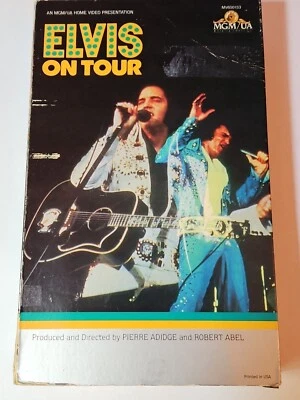 AN MGM/UA HOME VIDEO PRESENTATION
MV600153
ELVIS
ON TOUR
MGM/UA
Produced and Directed by PIERRE ADIDGE and ROBERT ABEL
Printed in USA